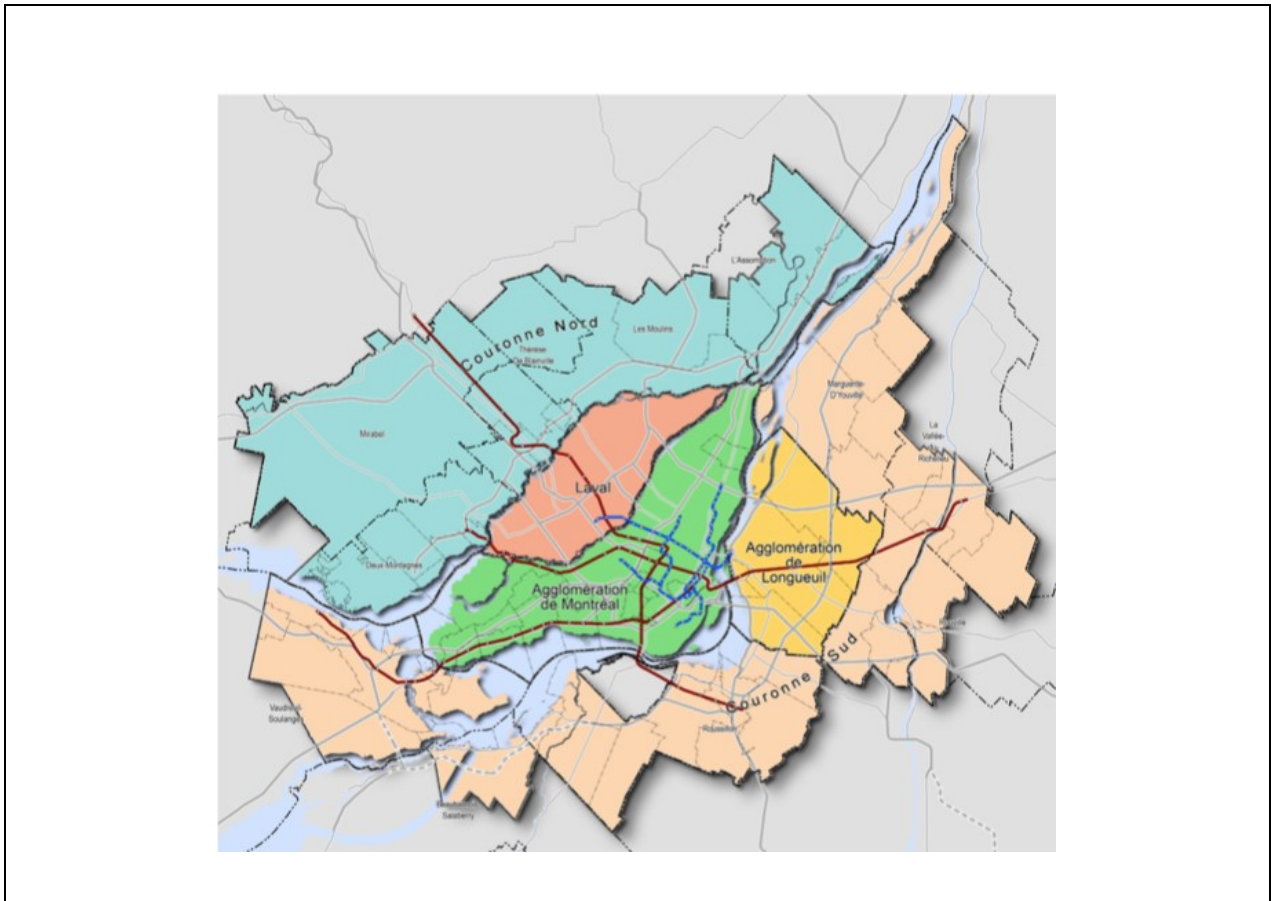 L'Assomption
Couronne Nord
Les Moulins
Thérèse
De Blainville
Marguerite-
D'Youville
Mirabel
La
Vallée-
du-
Richelieu
Laval
Agglomération
de
Longueuil
Deux-Montagnes
Agglomération
de Montréal
Couronne Sud
Vaudreuil-
Soulanges
Roussillon
Beauharnois-
Salaberry